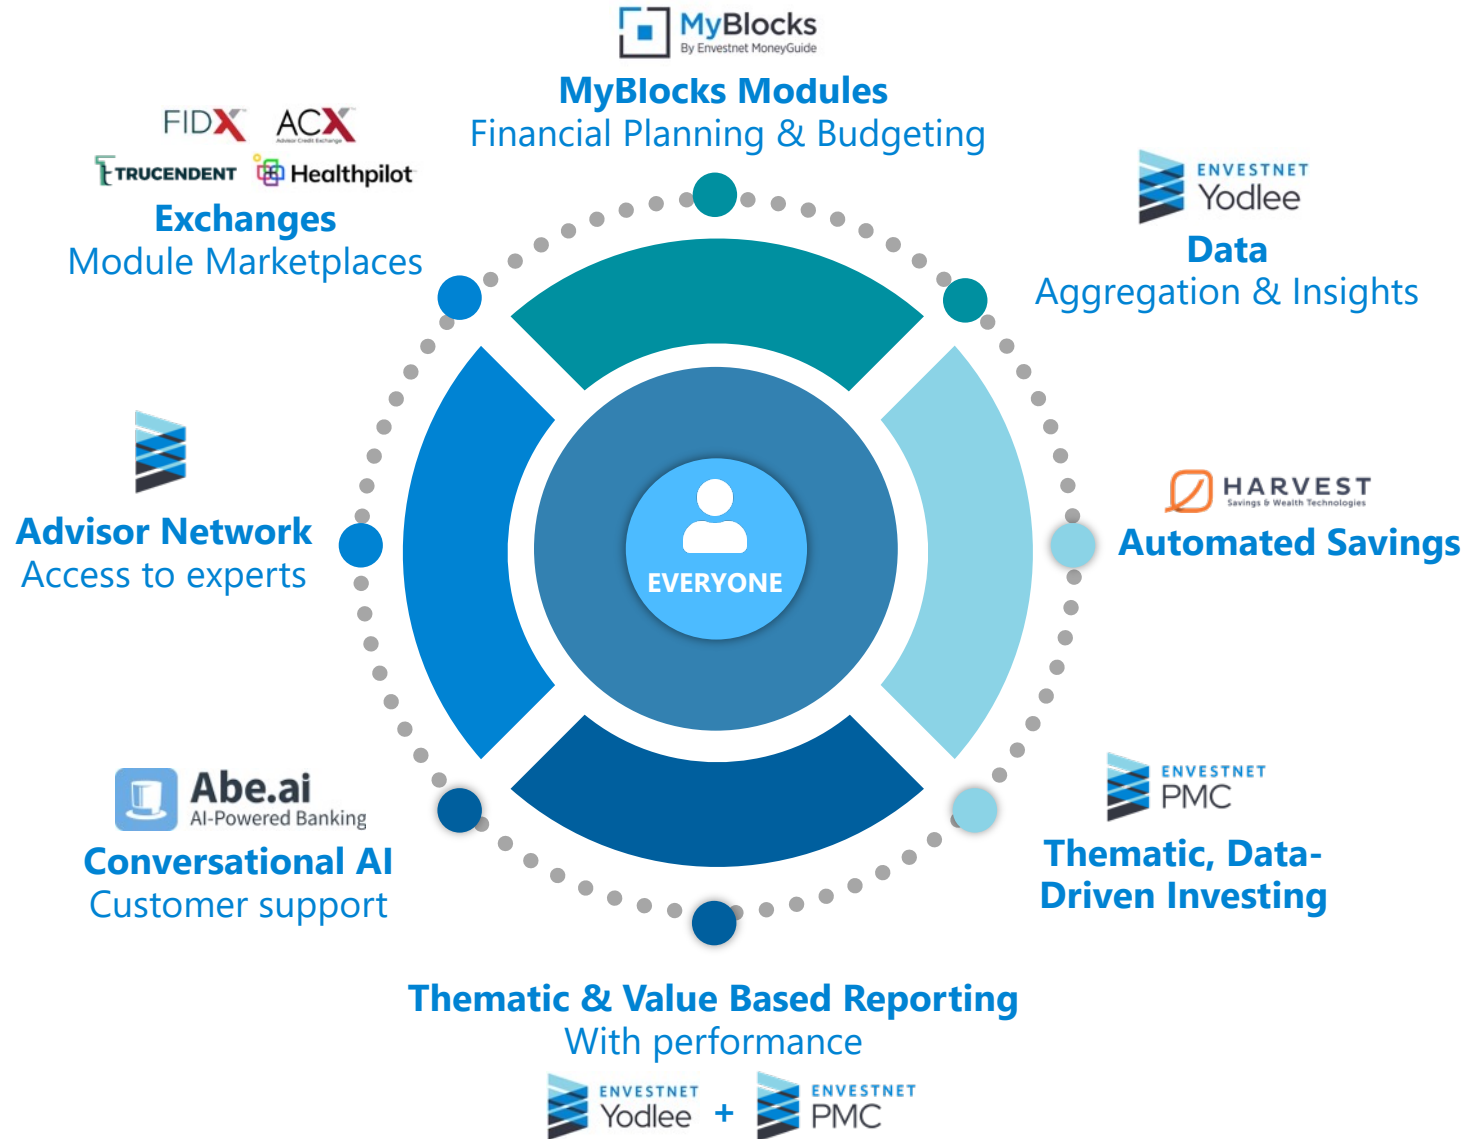 MyBlocks
By Envestnet MoneyGuide
MyBlocks Modules
Financial Planning & Budgeting
FIDX ACX
Advisor Credit Exchange
TRUCENDENT Healthpilot
Exchanges
Module Marketplaces
ENVESTNET
Yodlee
Data
Aggregation & Insights
Advisor Network
Access to experts
EVERYONE
HARVEST
Savings & Wealth Technologies
Automated Savings
Abe.ai
AI-Powered Banking
Conversational AI
Customer support
ENVESTNET
PMC
Thematic, Data-
Driven Investing
Thematic & Value Based Reporting
With performance
ENVESTNET
Yodlee
+
ENVESTNET
PMC